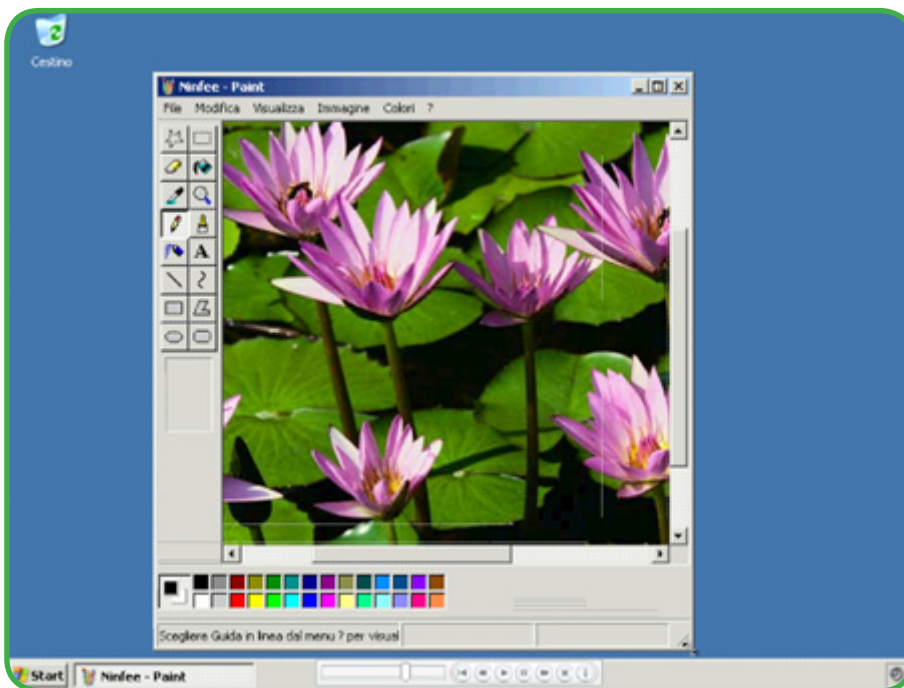 Cestino
Ninfee - Paint
File Modifica Visualizza Immagine Colori ?
A
Scegliere Guida in linea dal menu ? per visual
Start Ninfee - Paint